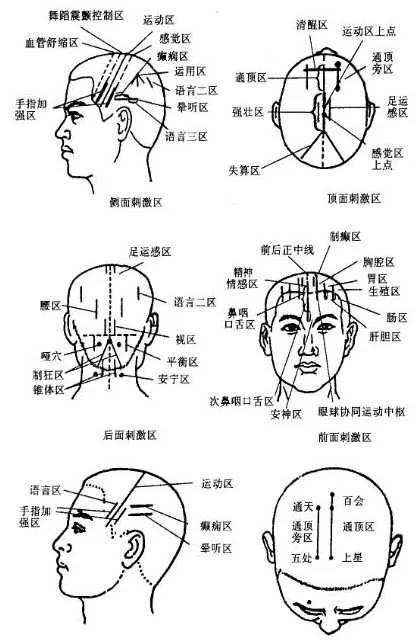 舞蹈震颤控制区
运动区
血管舒缩区
感觉区
癫痫区
运用区
语言二区
手指加
强区
晕听区
语言三区
侧面刺激区
清醒区
运动区上点
通顶
旁区
通顶区
强壮区
足运
感区
感觉区
上点
失算区
顶面刺激区
足运感区
腰区
语言二区
视区
哑穴
平衡区
制狂区
锥体区
安宁区
后面刺激区
制癫区
前后正中线
胸腔区
精神
情感区
胃区
生殖区
鼻咽
口舌区
肠区
肝胆区
次鼻咽口舌区
安神区
眼球协同运动中枢
前面刺激区
语言区
运动区
手指加
强区
癫痫区
晕听区
通天
百会
通顶
旁区
通顶区
五处
上星